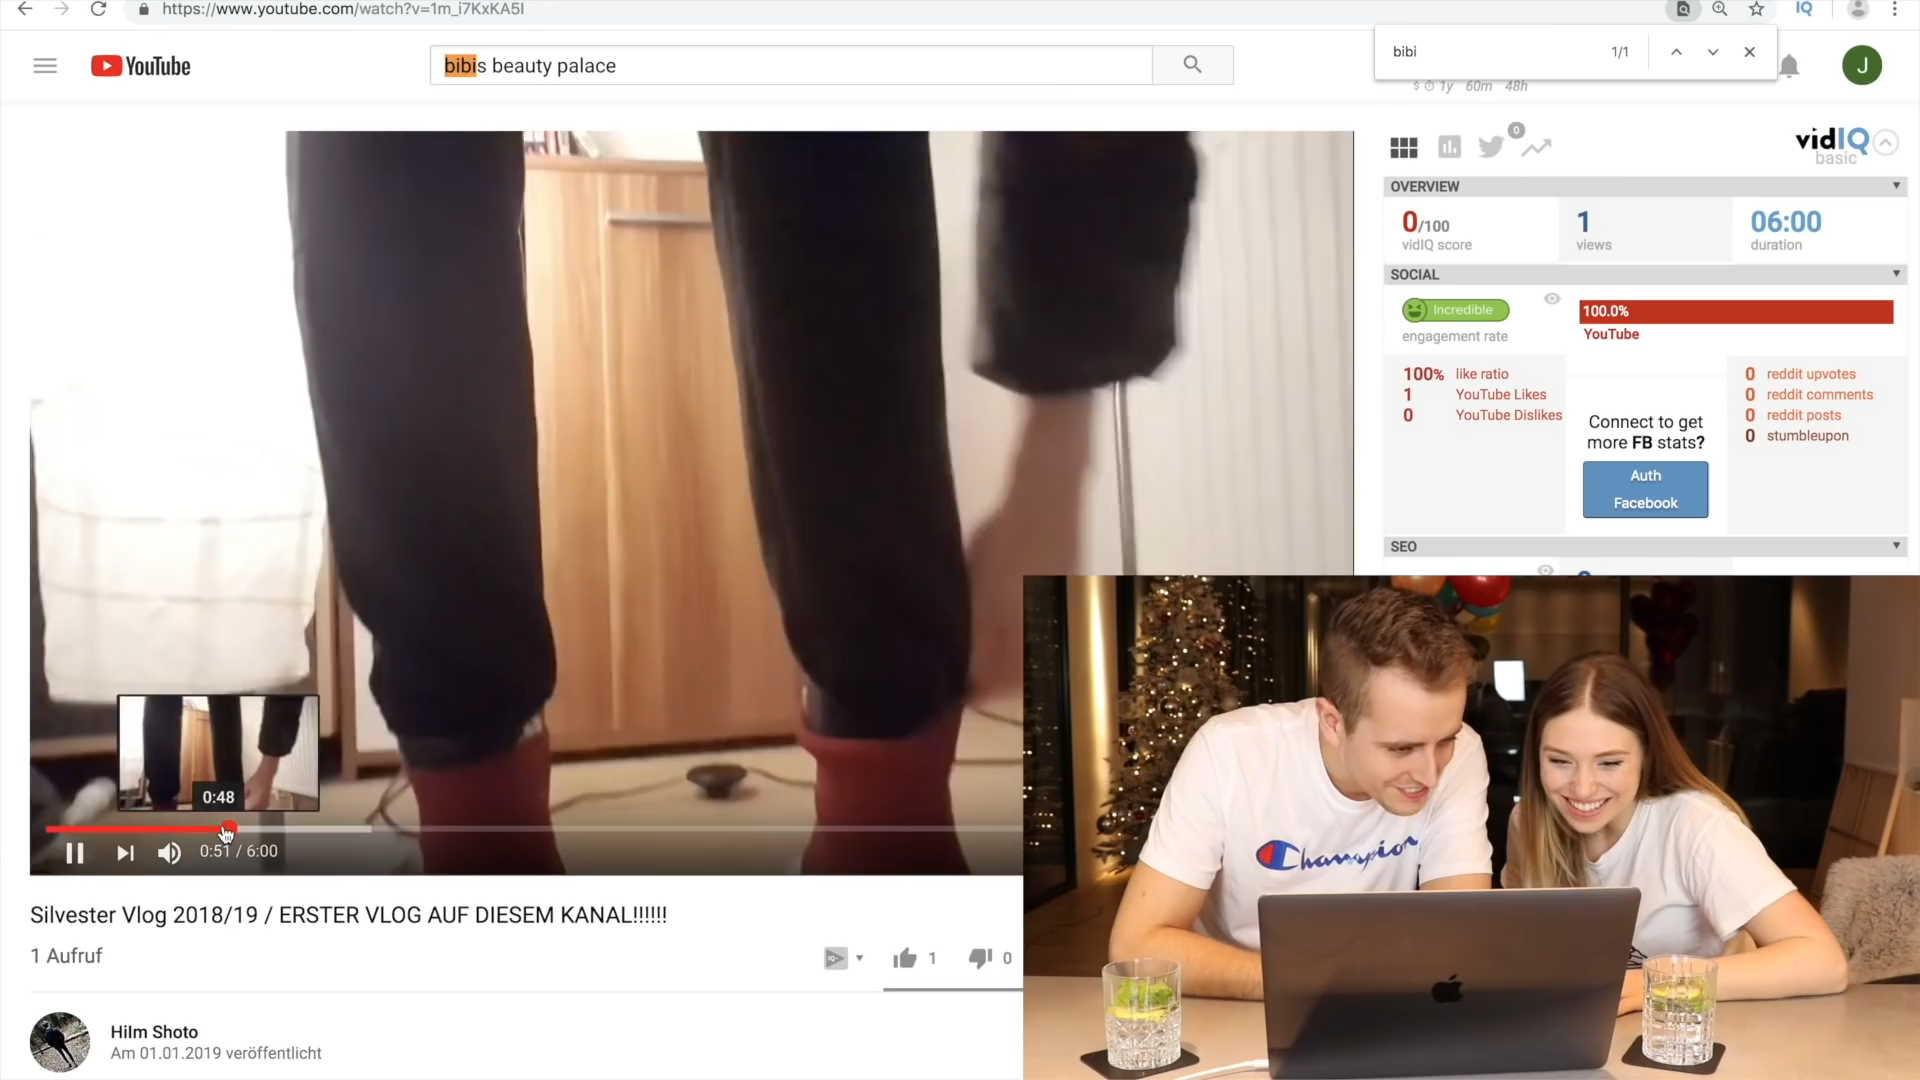 https://www.youtube.com/watch?v=1m_i7KxKA5I
IQ
YouTube
bibis beauty palace
bibi
1/1
J
$ 1y 60m 48h
0
vidIQ
basic
OVERVIEW
0/100
vidIQ score
1
views
06:00
duration
SOCIAL
Incredible
engagement rate
100.0%
YouTube
100% like ratio
1 YouTube Likes
0 YouTube Dislikes
Connect to get
more FB stats?
Auth
Facebook
0 reddit upvotes
0 reddit comments
0 reddit posts
0 stumbleupon
SEO
0:48
0:51 / 6:00
Champion
Silvester Vlog 2018/19 / ERSTER VLOG AUF DIESEM KANAL!!!!!!
1 Aufruf
1
0
Hilm Shoto
Am 01.01.2019 veröffentlicht